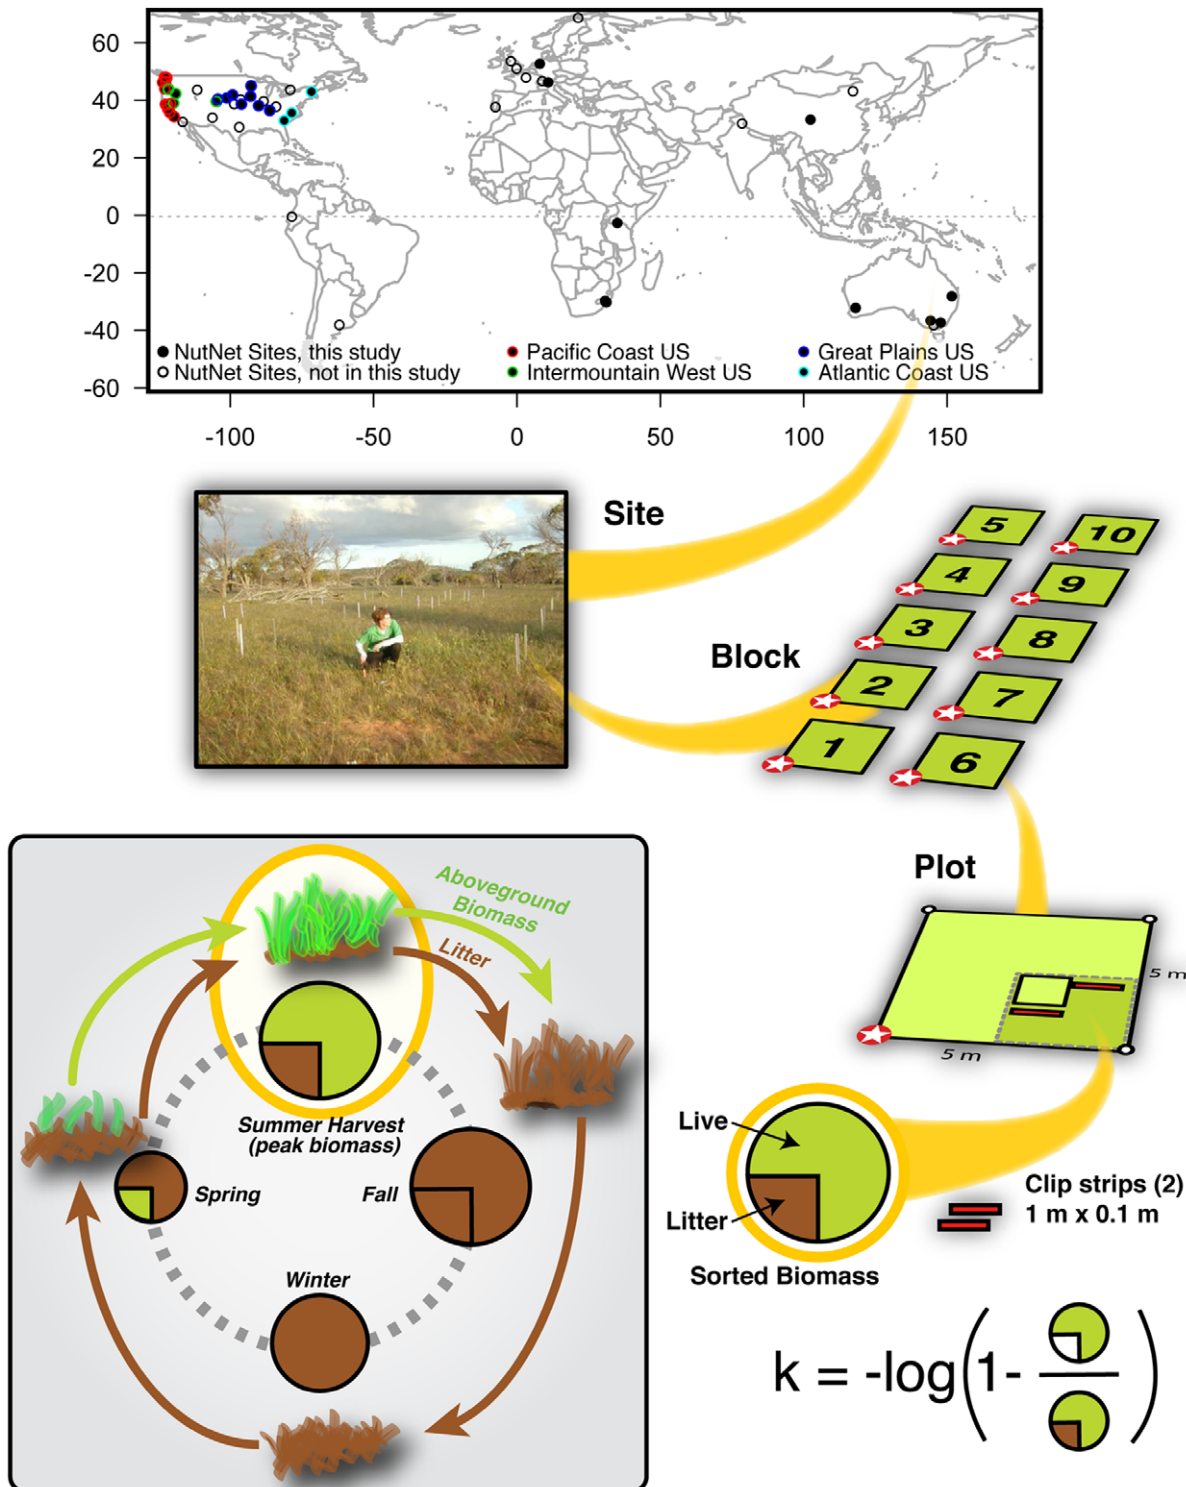 60
40
20
0
-20
-40
-60
NutNet Sites, this study
NutNet Sites, not in this study
Pacific Coast US
Intermountain West US
Great Plains US
Atlantic Coast US
-100 -50 0 50 100 150
Site
Block
5 10
4 9
3 8
2 7
1 6
Plot
5 m
5 m
Aboveground
Biomass
Litter
Summer Harvest
(peak biomass)
Spring
Fall
Winter
Live
Litter
Sorted Biomass
Clip strips (2)
1 m x 0.1 m
k = -log(1- )